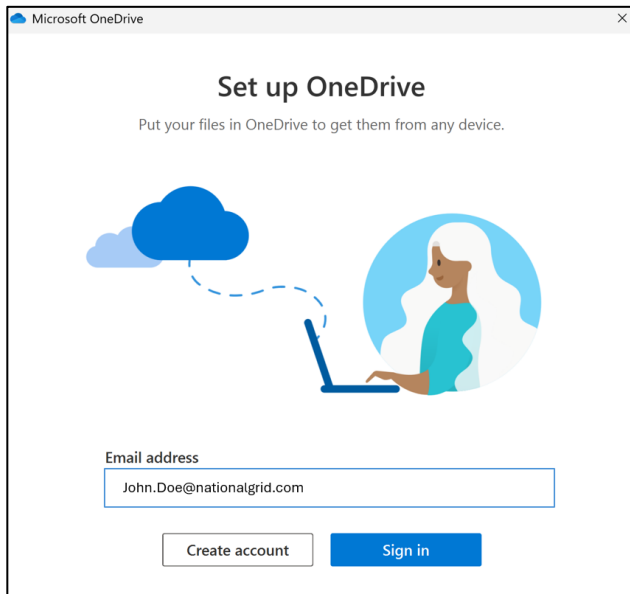 Microsoft OneDrive
Set up OneDrive
Put your files in OneDrive to get them from any device.
Email address
John.Doe@nationalgrid.com
Create account Sign in